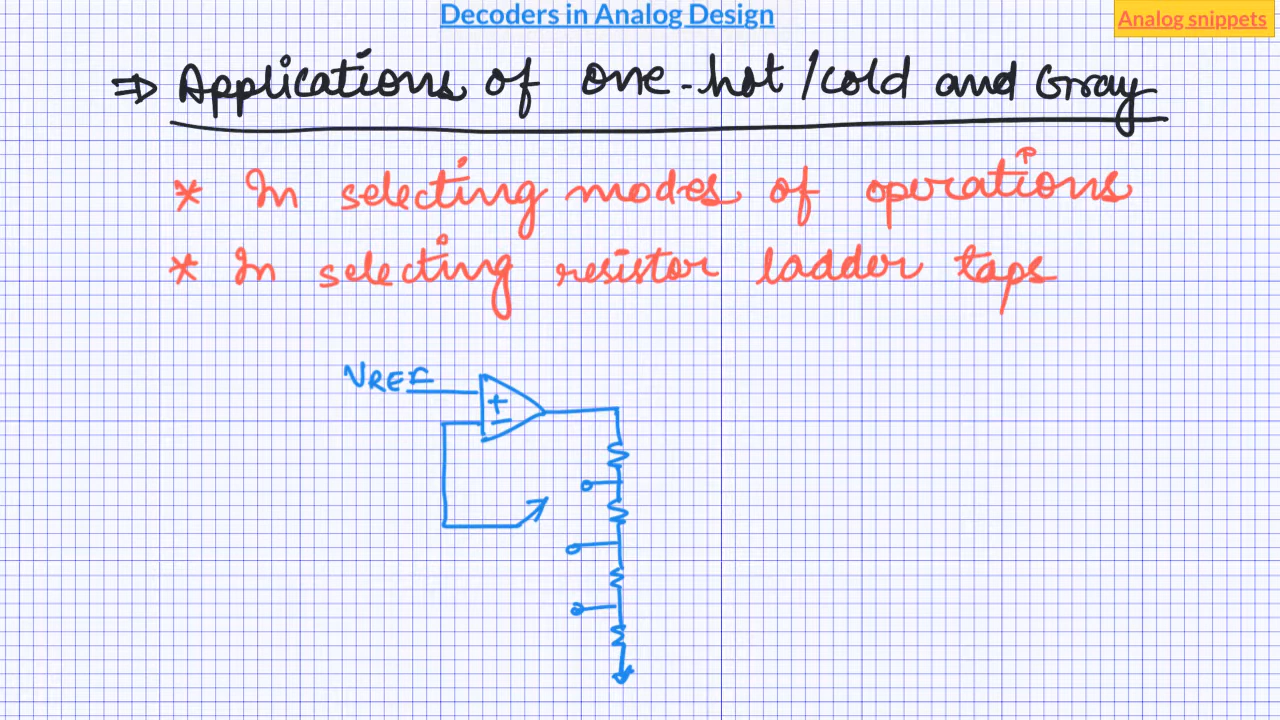 Decoders in Analog Design
Analog snippets
⇒ Applications of one-hot/cold and Gray
* In selecting modes of operations
* In selecting resistor ladder taps
VREF
+
−